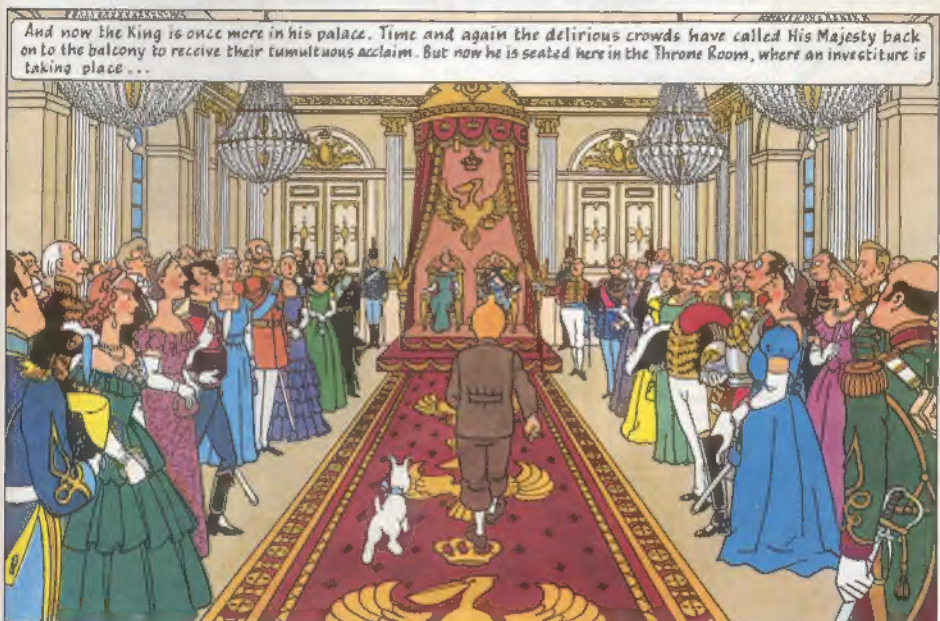 And now the King is once more in his palace. Time and again the delirious crowds have called His Majesty back
on to the balcony to receive their tumultuous acclaim. But now he is seated here in the Throne Room, where an investiture is
taking place...